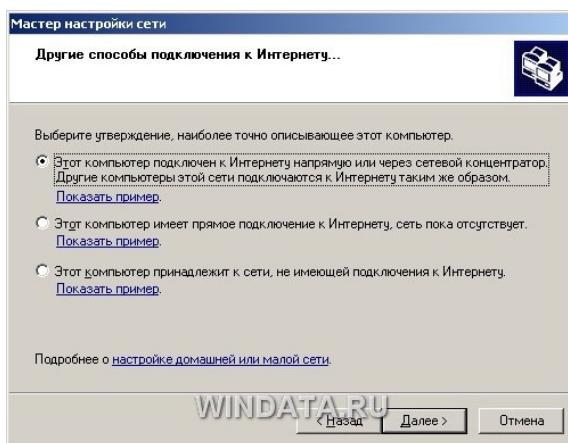 Мастер настройки сети
Другие способы подключения к Интернету...
Выберите утверждение, наиболее точно описывающее этот компьютер.
Этот компьютер подключен к Интернету напрямую или через сетевой концентратор.
Другие компьютеры этой сети подключаются к Интернету таким же образом.
Показать пример.
Этот компьютер имеет прямое подключение к Интернету, сеть пока отсутствует.
Показать пример.
Этот компьютер принадлежит к сети, не имеющей подключения к Интернету.
Показать пример.
Подробнее о настройке домашней или малой сети.
WINDATA.RU
< Назад Далее > Отмена